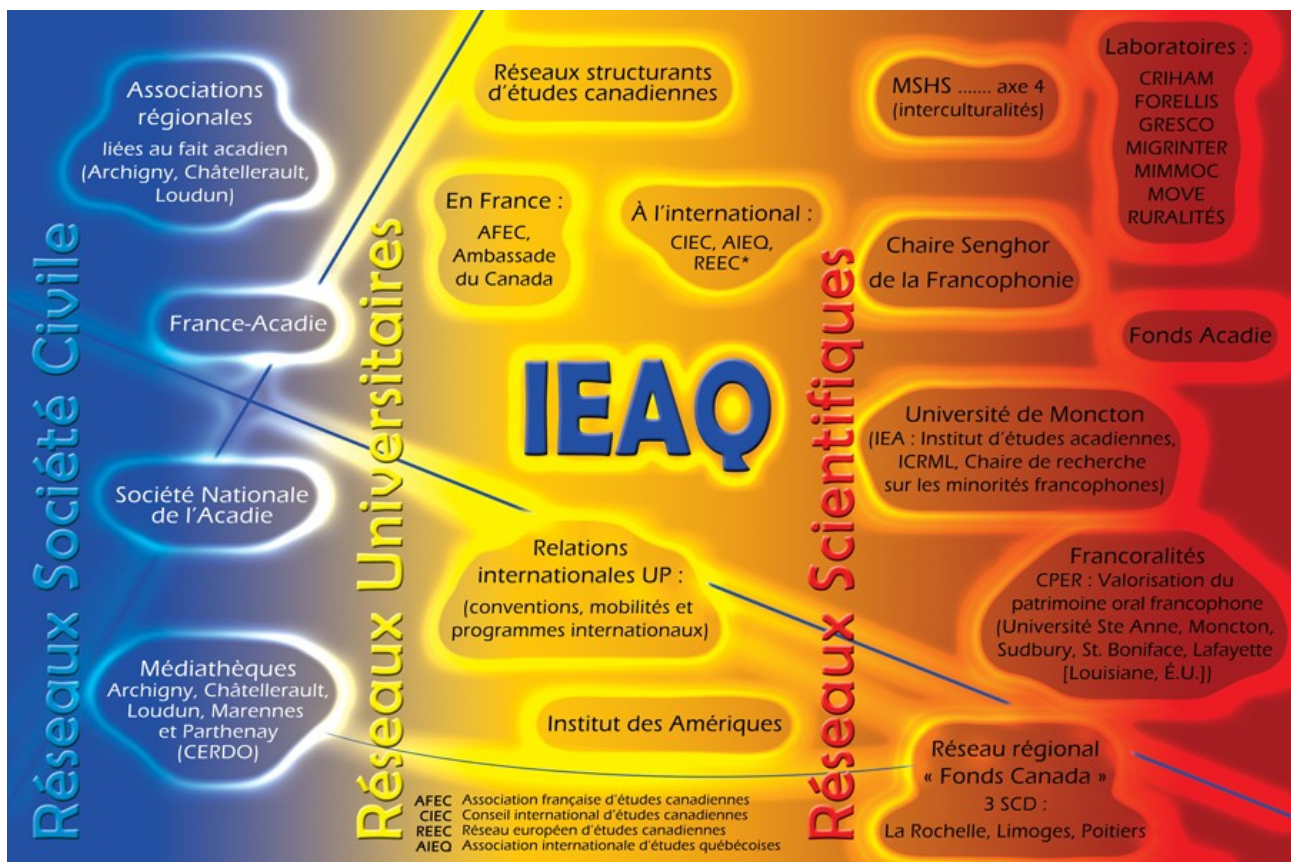 Réseaux Société Civile
Associations
régionales
liées au fait acadien
(Archigny, Châtellerault,
Loudun)
France-Acadie
Société Nationale
de l'Acadie
Médiathèques
Archigny, Châtellerault,
Loudun, Marennes
et Parthenay
(CERDO)
Réseaux Universitaires
Réseaux structurants
d'études canadiennes
En France :
AFEC,
Ambassade
du Canada
À l'international :
CIEC, AIEQ,
REEC*
IEAQ
Relations
internationales UP :
(conventions, mobilités et
programmes internationaux)
Institut des Amériques
AFEC Association française d'études canadiennes
CIEC Conseil international d'études canadiennes
REEC Réseau européen d'études canadiennes
AIEQ Association internationale d'études québécoises
Réseaux Scientifiques
MSHS ....... axe 4
(interculturalités)
Laboratoires :
CRIHAM
FORELLIS
GRESCO
MIGRINTER
MIMMOC
MOVE
RURALITÉS
Chaire Senghor
de la Francophonie
Fonds Acadie
Université de Moncton
(IEA : Institut d'études acadiennes,
ICRML, Chaire de recherche
sur les minorités francophones)
Francoralités
CPER : Valorisation du
patrimoine oral francophone
(Université Ste Anne, Moncton,
Sudbury, St. Boniface, Lafayette
[Louisiane, É.U.])
Réseau régional
« Fonds Canada »
3 SCD :
La Rochelle, Limoges, Poitiers